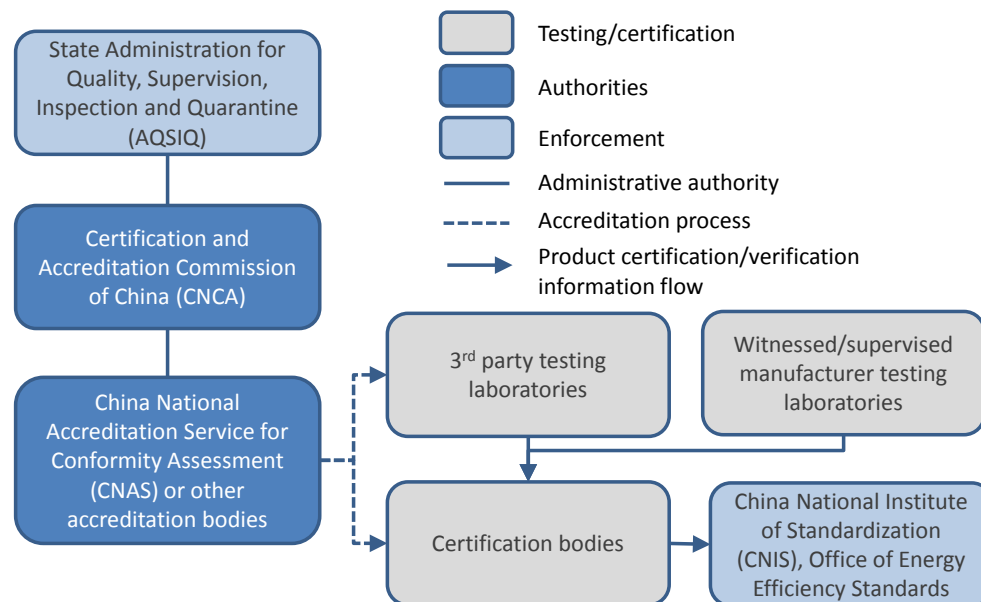 State Administration for
Quality, Supervision,
Inspection and Quarantine
(AQSIQ)
Certification and
Accreditation Commission
of China (CNCA)
China National
Accreditation Service for
Conformity Assessment
(CNAS) or other
accreditation bodies
Testing/certification
Authorities
Enforcement
Administrative authority
Accreditation process
Product certification/verification
information flow
3rd party testing
laboratories
Witnessed/supervised
manufacturer testing
laboratories
Certification bodies
China National Institute
of Standardization
(CNIS), Office of Energy
Efficiency Standards